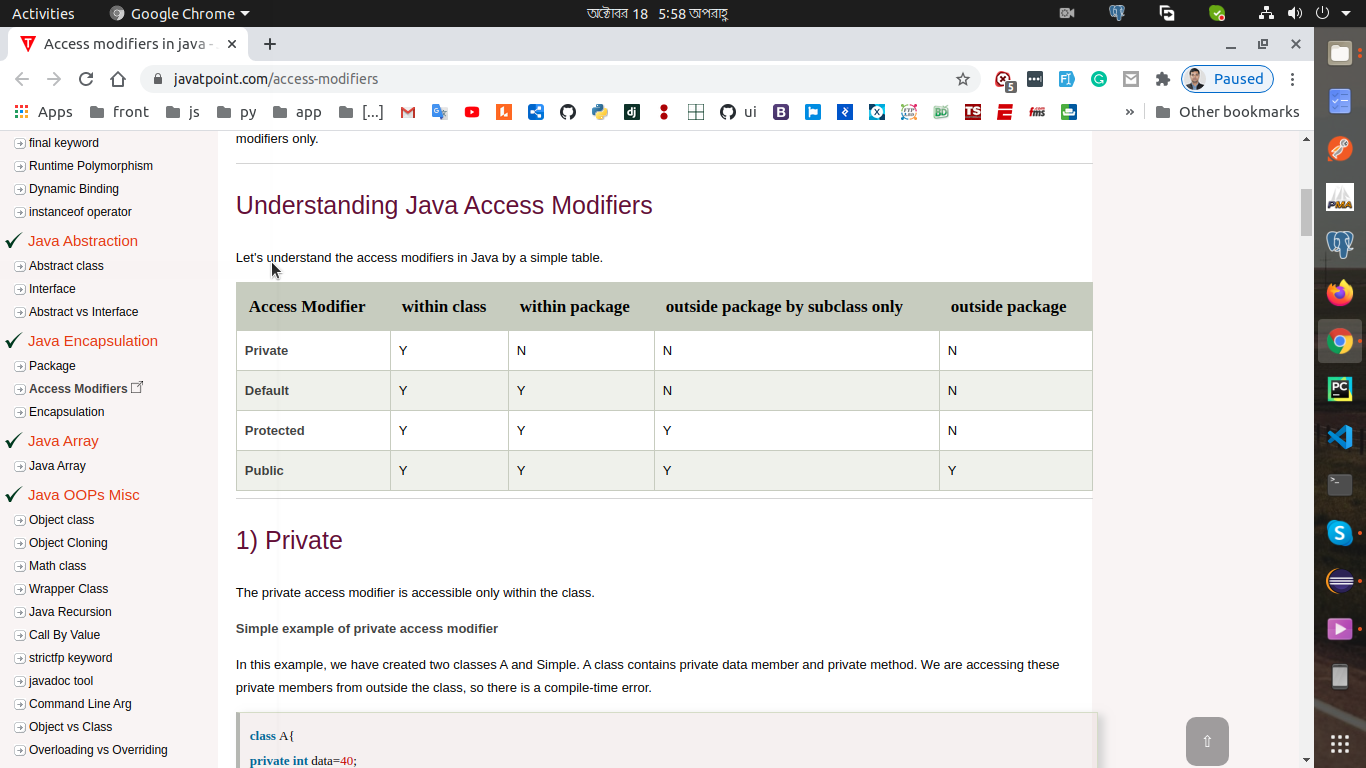 Activities Google Chrome অক্টোবর 18 5:58 অপরাহ্ণ
Access modifiers in java -
javatpoint.com/access-modifiers 5 Paused
Apps front js py app [...] ui » Other bookmarks
final keyword
Runtime Polymorphism
Dynamic Binding
instanceof operator
Java Abstraction
Abstract class
Interface
Abstract vs Interface
Java Encapsulation
Package
Access Modifiers
Encapsulation
Java Array
Java Array
Java OOPs Misc
Object class
Object Cloning
Math class
Wrapper Class
Java Recursion
Call By Value
strictfp keyword
javadoc tool
Command Line Arg
Object vs Class
Overloading vs Overriding
modifiers only.
Understanding Java Access Modifiers
Let's understand the access modifiers in Java by a simple table.
Access Modifier within class within package outside package by subclass only outside package
Private Y N N N
Default Y Y N N
Protected Y Y Y N
Public Y Y Y Y
1) Private
The private access modifier is accessible only within the class.
Simple example of private access modifier
In this example, we have created two classes A and Simple. A class contains private data member and private method. We are accessing these
private members from outside the class, so there is a compile-time error.
class A{
private int data=40;